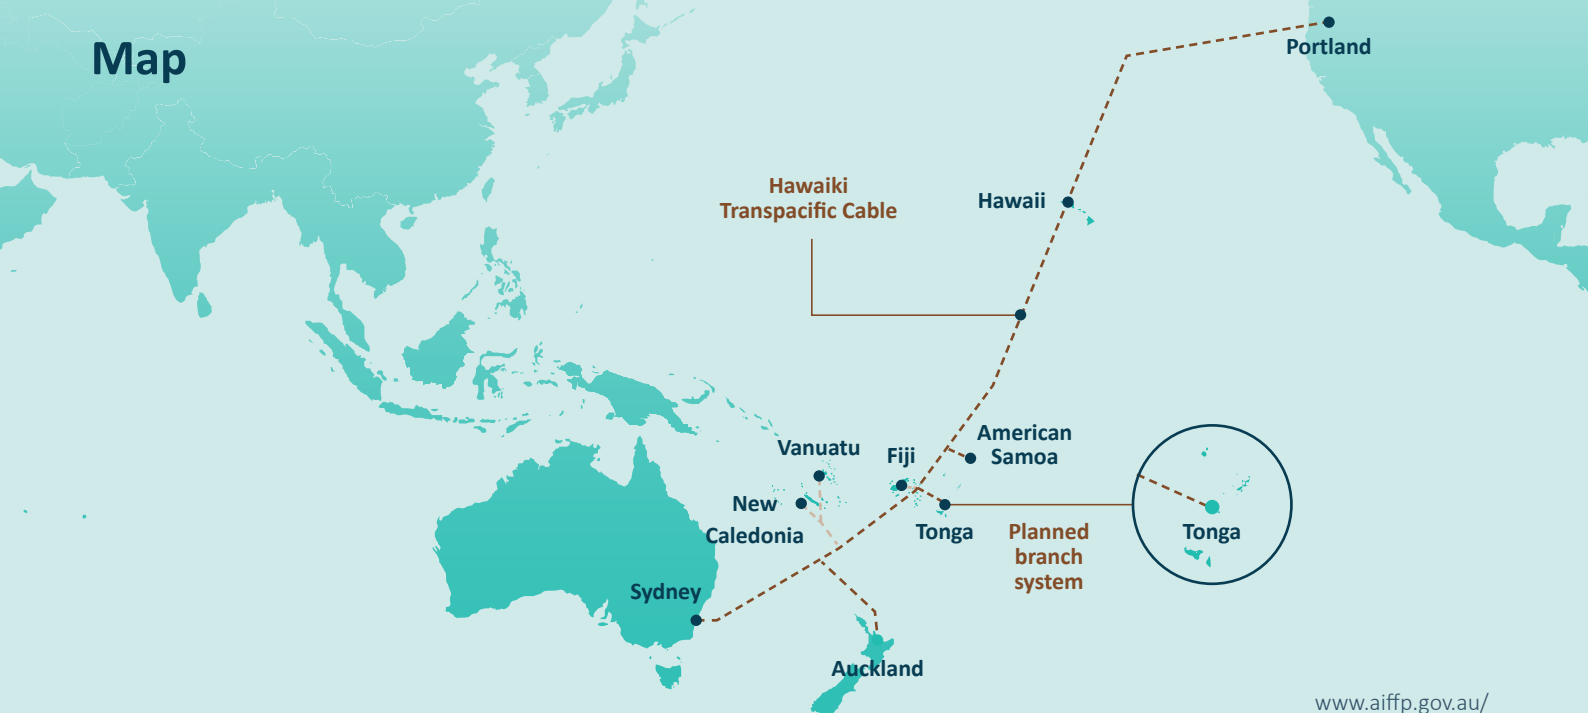 Map
Portland
Hawaiki
Transpacific Cable
Hawaii
American
Samoa
Vanuatu
Fiji
New
Caledonia
Tonga
Planned
branch
system
Tonga
Sydney
Auckland
www.aiffp.gov.au/